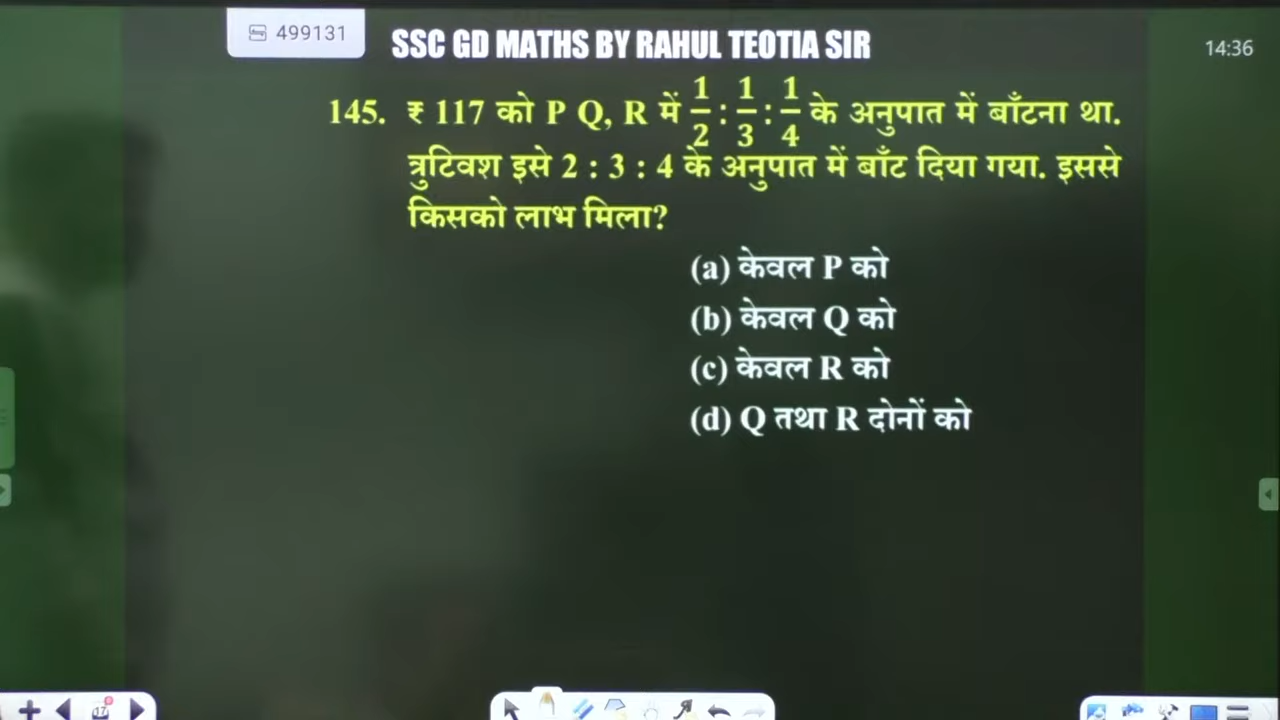 499131
SSC GD MATHS BY RAHUL TEOTIA SIR
14:36
145. ₹ 117 को P Q, R में 1/2 : 1/3 : 1/4 के अनुपात में बाँटना था.
त्रुटिवश इसे 2 : 3 : 4 के अनुपात में बाँट दिया गया. इससे
किसको लाभ मिला?
(a) केवल P को
(b) केवल Q को
(c) केवल R को
(d) Q तथा R दोनों को
17